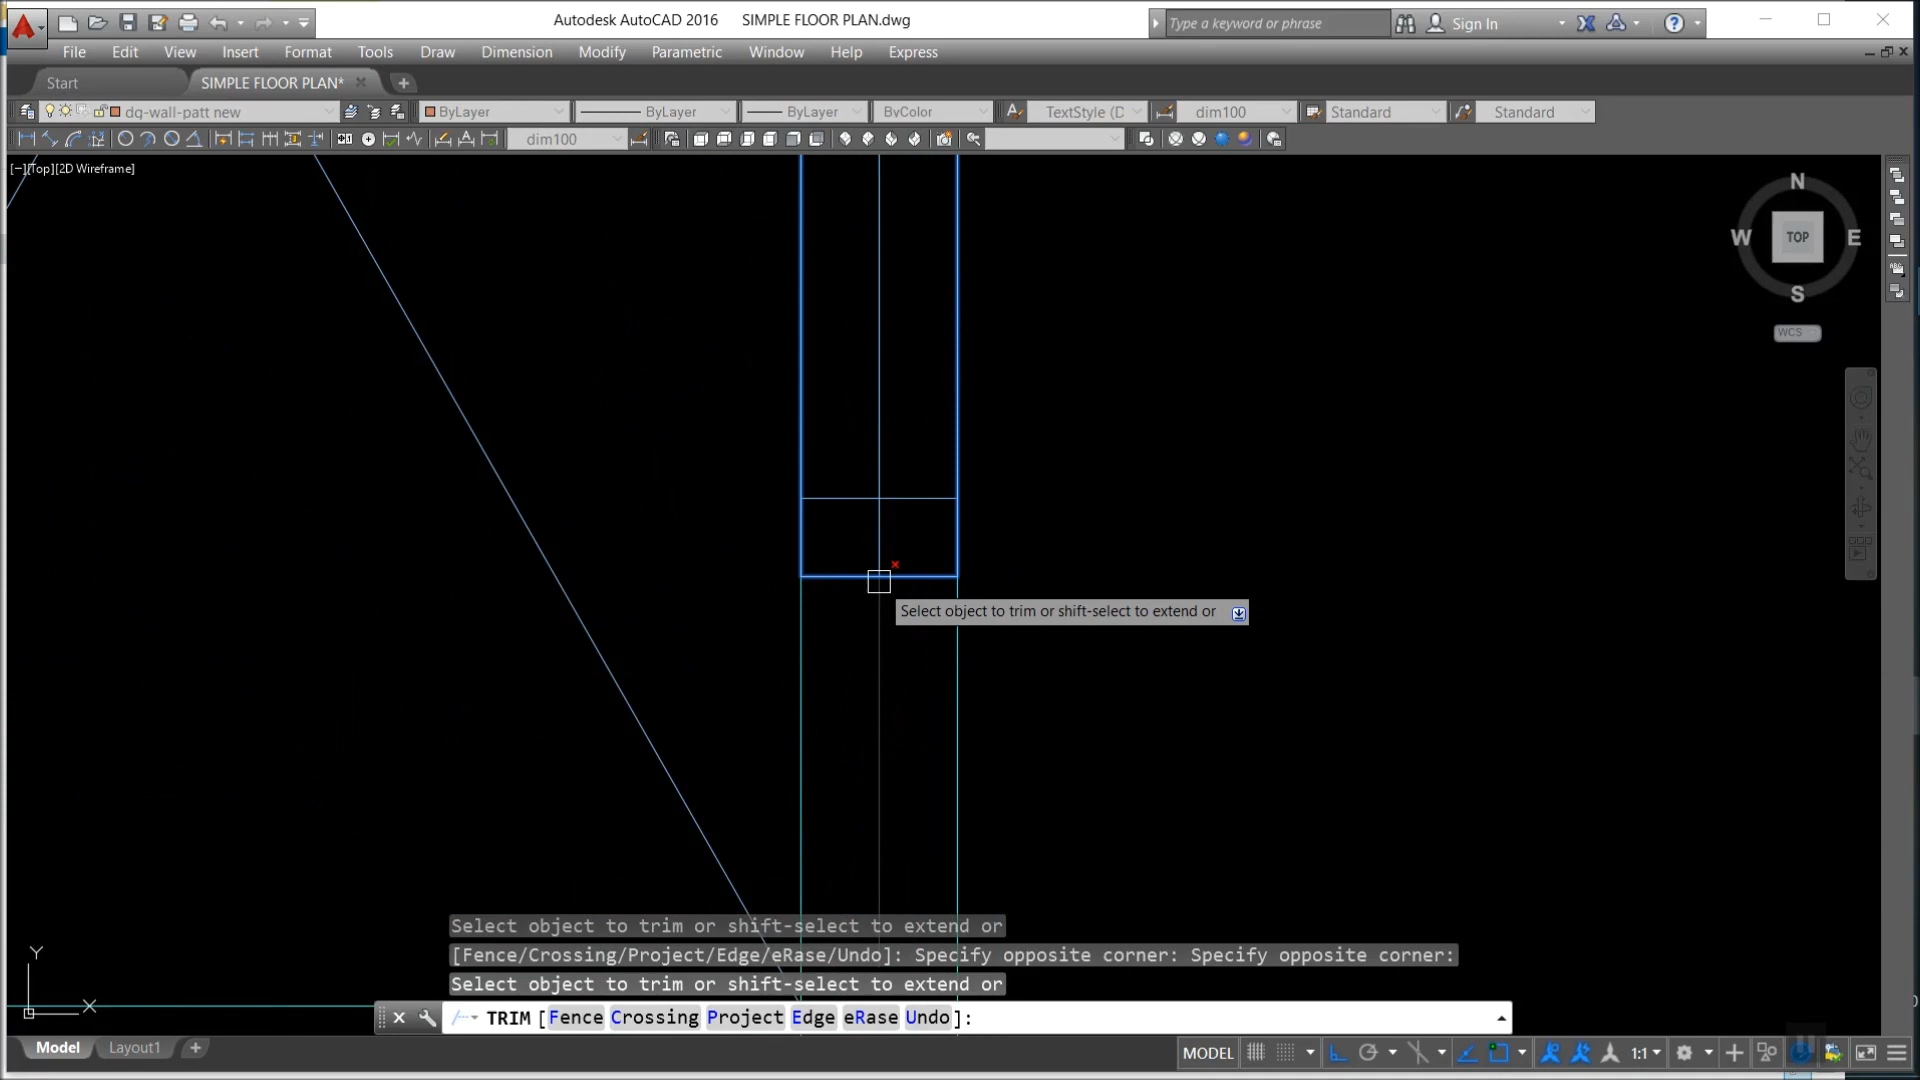 Autodesk AutoCAD 2016 SIMPLE FLOOR PLAN.dwg
Type a keyword or phrase
Sign In
File Edit View Insert Format Tools Draw Dimension Modify Parametric Window Help Express
Start
SIMPLE FLOOR PLAN*
dg-wall-patt new
ByLayer
ByLayer
ByLayer
ByColor
TextStyle (D
dim100
Standard
Standard
dim100
[−][Top][2D Wireframe]
N
W TOP E
S
WCS
ABC
Select object to trim or shift-select to extend or
Select object to trim or shift-select to extend or
[Fence/Crossing/Project/Edge/eRase/Undo]: Specify opposite corner: Specify opposite corner:
Select object to trim or shift-select to extend or
Y
X
TRIM [Fence Crossing Project Edge eRase Undo]:
Model Layout1
MODEL
1:1